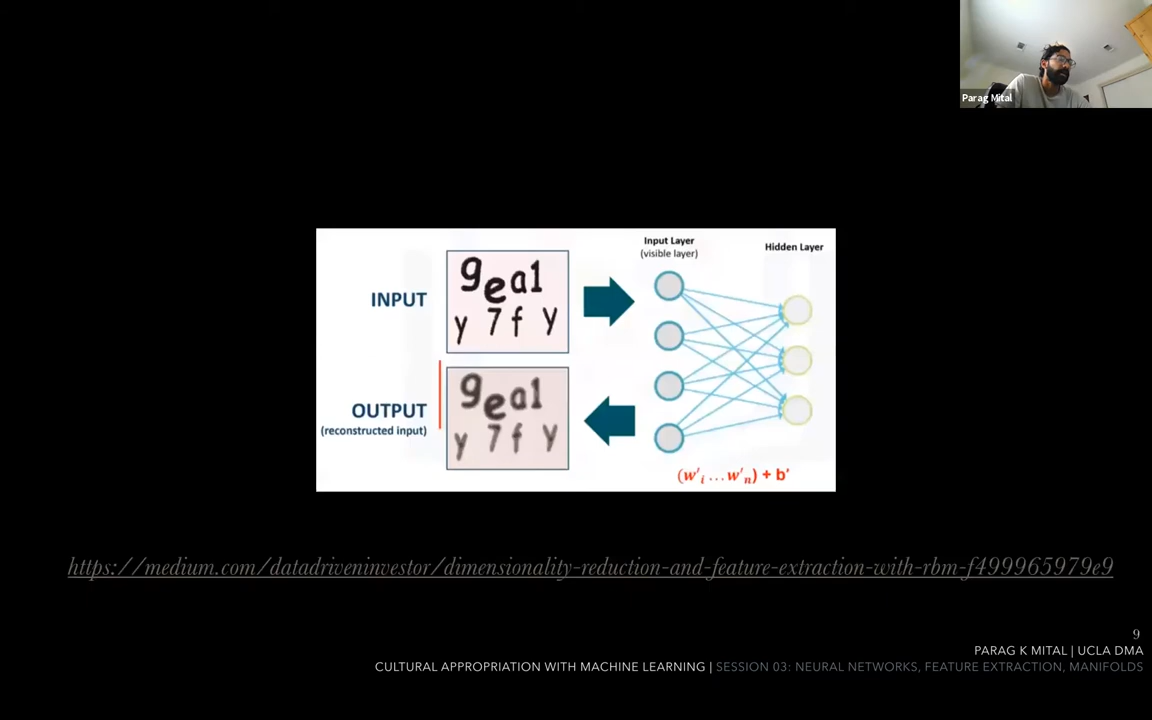 Parag Mital
Input Layer
(visible layer)
Hidden Layer
INPUT
gea1
y 7f y
OUTPUT
(reconstructed input)
gea1
y 7f y
(w'i ... w'n) + b'
https://medium.com/datadriveninvestor/dimensionality-reduction-and-feature-extraction-with-rbm-f499965979e9
9
PARAG K MITAL | UCLA DMA
CULTURAL APPROPRIATION WITH MACHINE LEARNING | SESSION 03: NEURAL NETWORKS, FEATURE EXTRACTION, MANIFOLDS